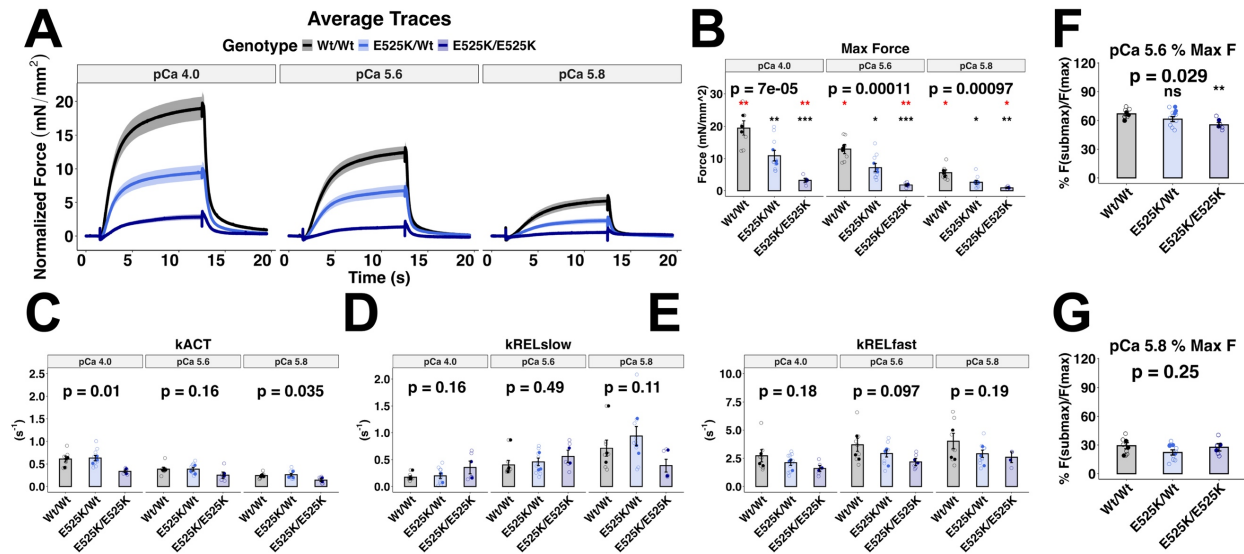 A
Average Traces
Genotype Wt/Wt E525K/Wt E525K/E525K
pCa 4.0 pCa 5.6 pCa 5.8
Normalized Force (mN/mm²)
20
15
10
5
0
0 5 10 15 20 0 5 10 15 20 0 5 10 15 20
Time (s)
B
Max Force
pCa 4.0 pCa 5.6 pCa 5.8
p = 7e-05 p = 0.00011 p = 0.00097
** ** * ** * *
** *** * *** * **
Force (mN/mm^2)
30
20
10
0
Wt/Wt E525K/Wt E525K/E525K Wt/Wt E525K/Wt E525K/E525K Wt/Wt E525K/Wt E525K/E525K
F
pCa 5.6 % Max F
p = 0.029
ns **
% F(submax)/F(max)
120
90
60
30
0
Wt/Wt E525K/Wt E525K/E525K
C
kACT
pCa 4.0 pCa 5.6 pCa 5.8
p = 0.01 p = 0.16 p = 0.035
(s⁻¹)
2.5
2.0
1.5
1.0
0.5
0.0
Wt/Wt E525K/Wt E525K/E525K Wt/Wt E525K/Wt E525K/E525K Wt/Wt E525K/Wt E525K/E525K
D
kRELslow
pCa 4.0 pCa 5.6 pCa 5.8
p = 0.16 p = 0.49 p = 0.11
(s⁻¹)
2.0
1.5
1.0
0.5
0.0
Wt/Wt E525K/Wt E525K/E525K Wt/Wt E525K/Wt E525K/E525K Wt/Wt E525K/Wt E525K/E525K
E
kRELfast
pCa 4.0 pCa 5.6 pCa 5.8
p = 0.18 p = 0.097 p = 0.19
(s⁻¹)
10.0
7.5
5.0
2.5
0.0
Wt/Wt E525K/Wt E525K/E525K Wt/Wt E525K/Wt E525K/E525K Wt/Wt E525K/Wt E525K/E525K
G
pCa 5.8 % Max F
p = 0.25
% F(submax)/F(max)
120
90
60
30
0
Wt/Wt E525K/Wt E525K/E525K